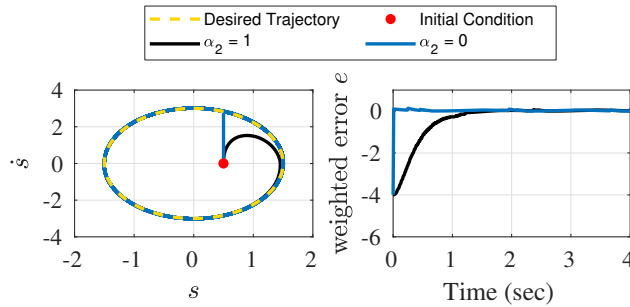 Desired Trajectory
Initial Condition
α₂ = 1
α₂ = 0
4
2
0
-2
-4
ṡ
-2
-1
0
1
2
s
0
-2
-4
-6
weighted error e
0
1
2
3
4
Time (sec)